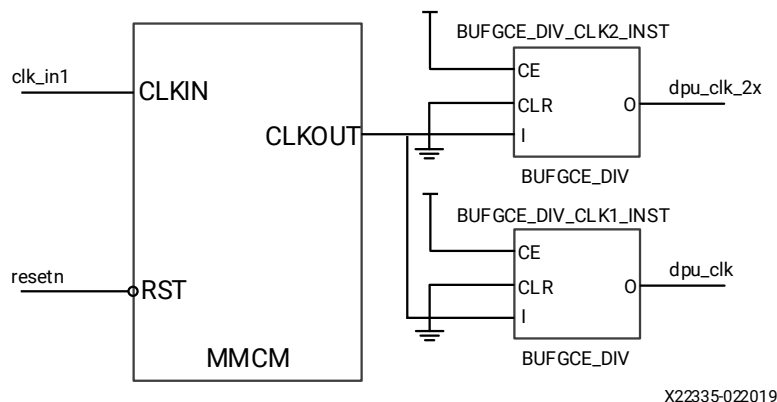 BUFGCE_DIV_CLK2_INST
clk_in1
CLKIN
CE
CLR
O
dpu_clk_2x
CLKOUT
I
BUFGCE_DIV
BUFGCE_DIV_CLK1_INST
resetn
RST
CE
CLR
O
dpu_clk
I
MMCM
BUFGCE_DIV
X22335-022019